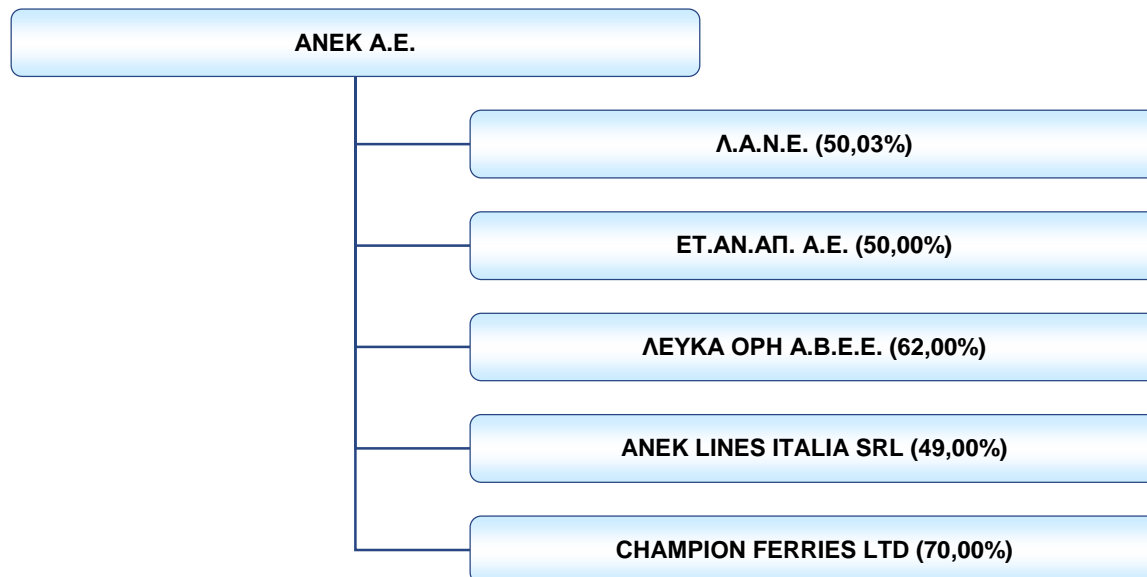 ΑΝΕΚ Α.Ε.
Λ.Α.Ν.Ε. (50,03%)
ΕΤ.ΑΝ.ΑΠ. Α.Ε. (50,00%)
ΛΕΥΚΑ ΟΡΗ Α.Β.Ε.Ε. (62,00%)
ANEK LINES ITALIA SRL (49,00%)
CHAMPION FERRIES LTD (70,00%)